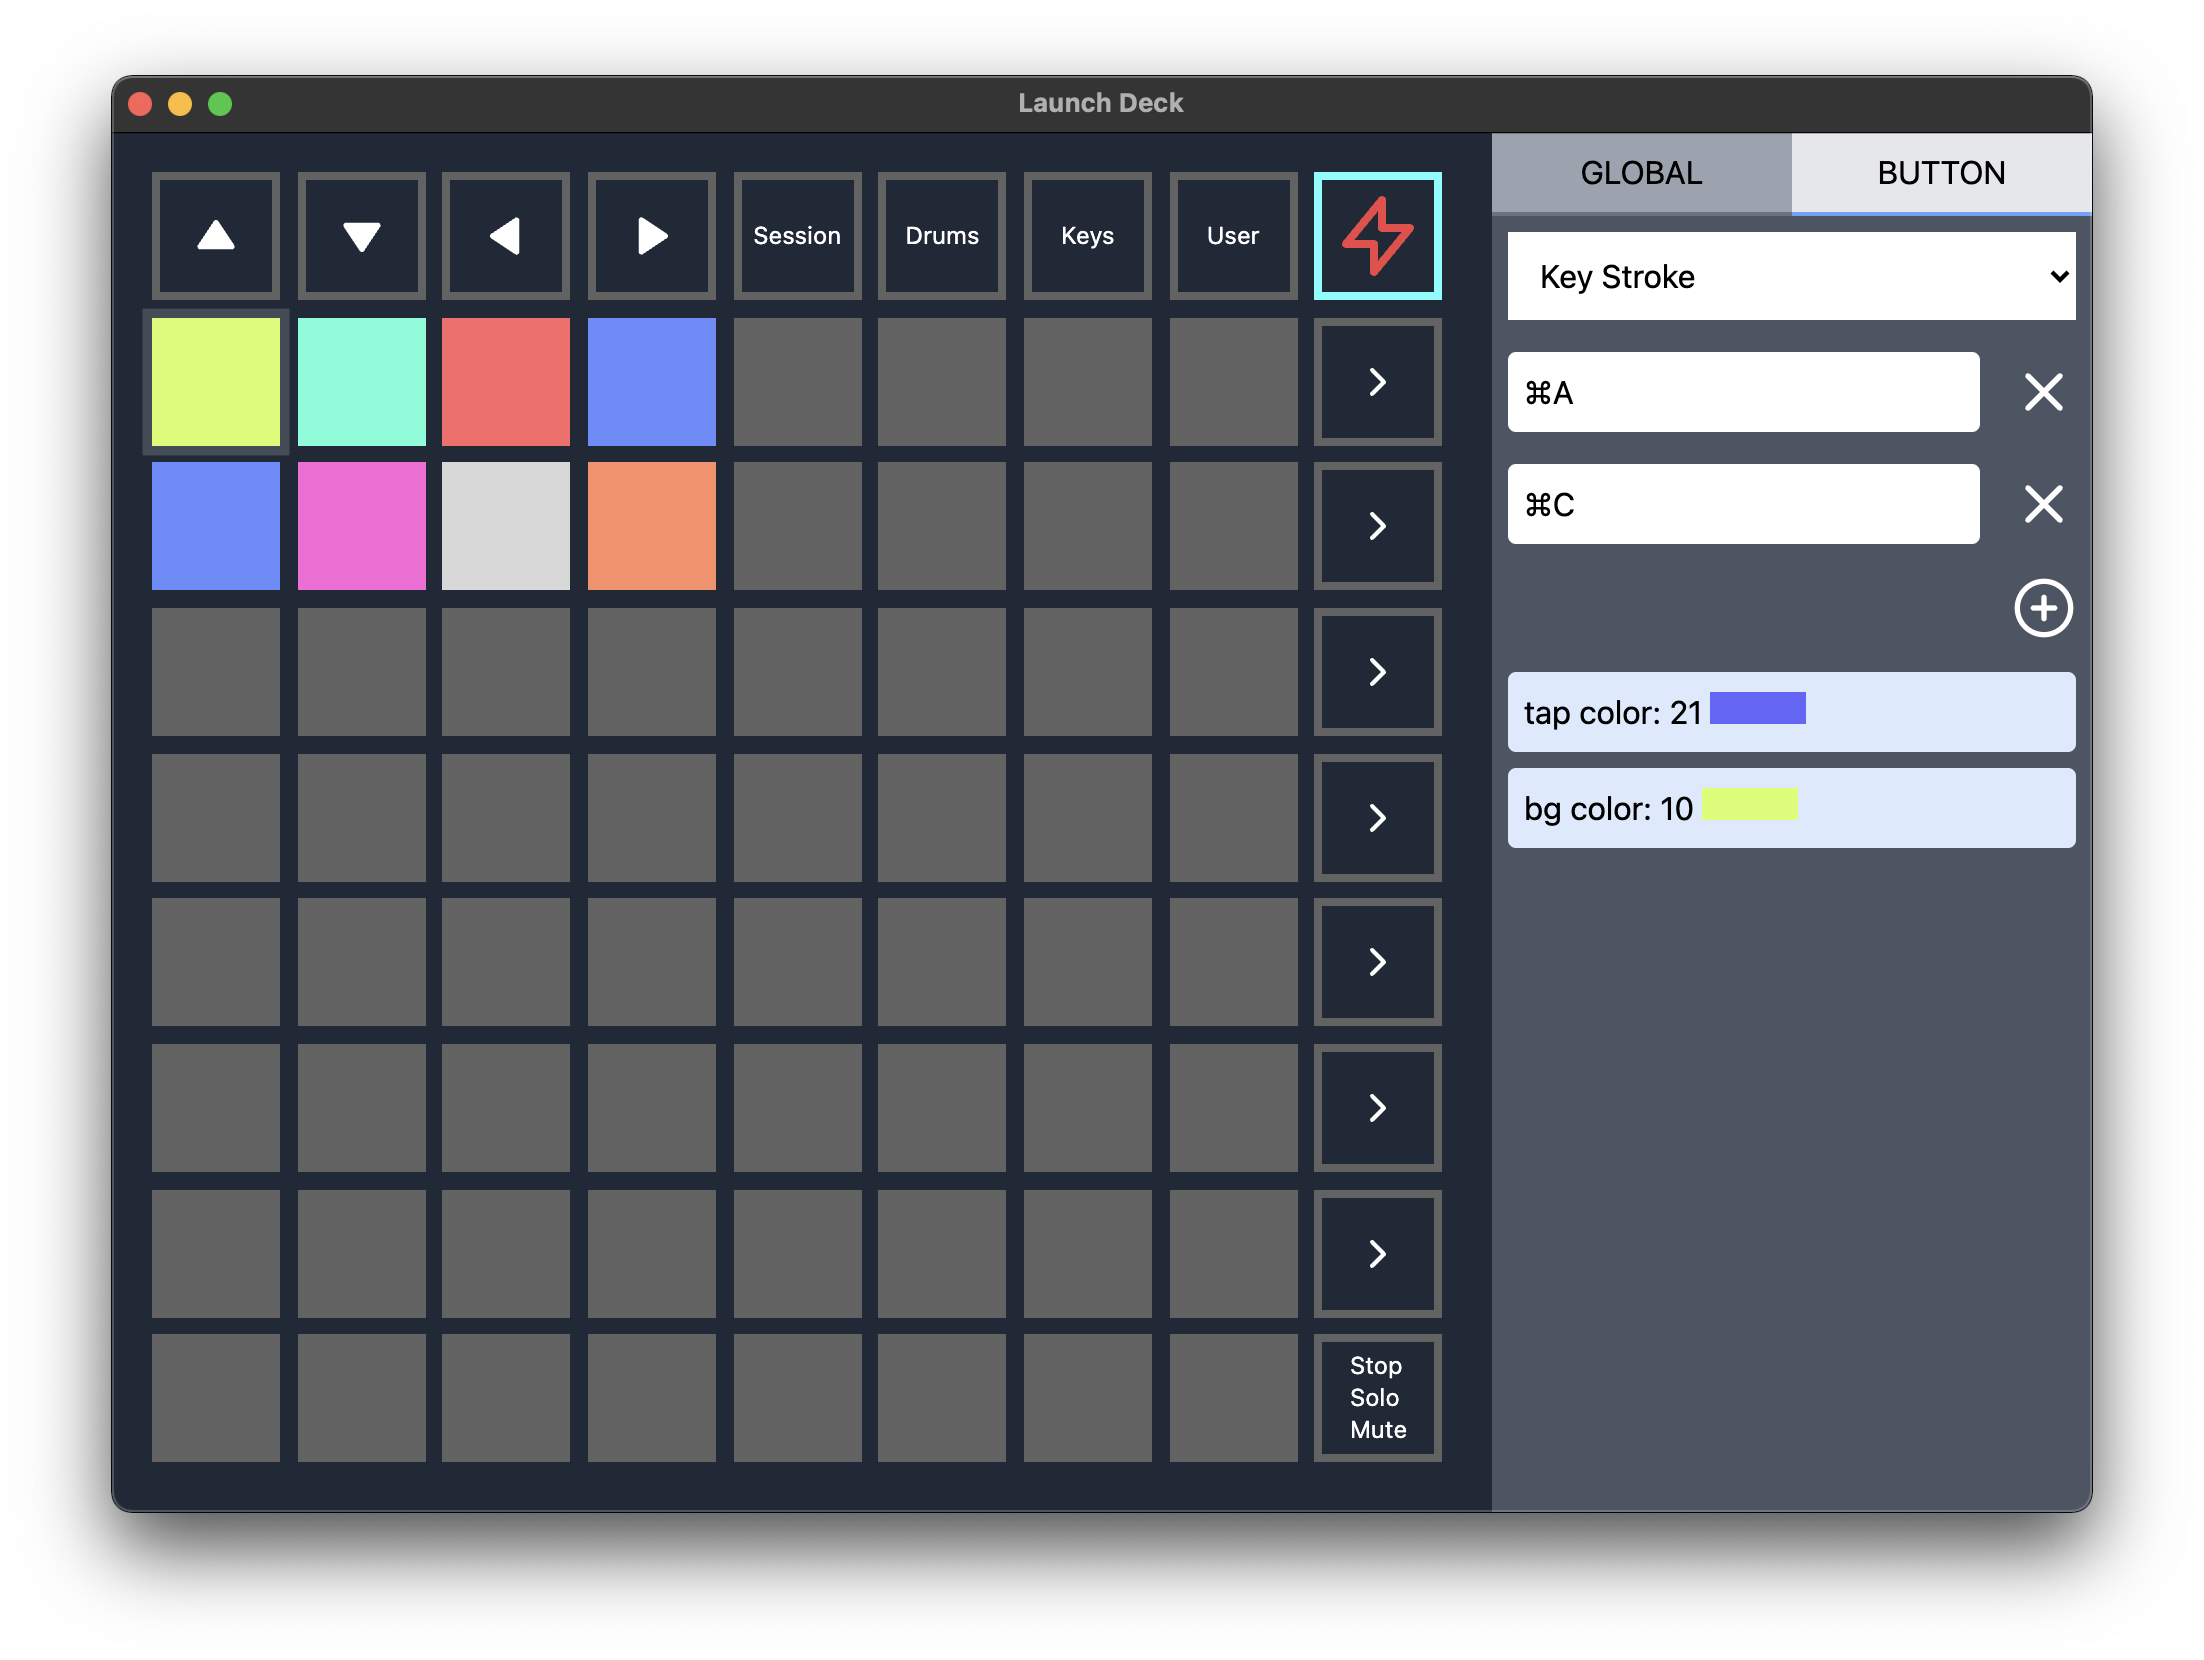 Launch Deck
GLOBAL
BUTTON
Session
Drums
Keys
User
Key Stroke
⌘A
⌘C
tap color: 21
bg color: 10
Stop
Solo
Mute